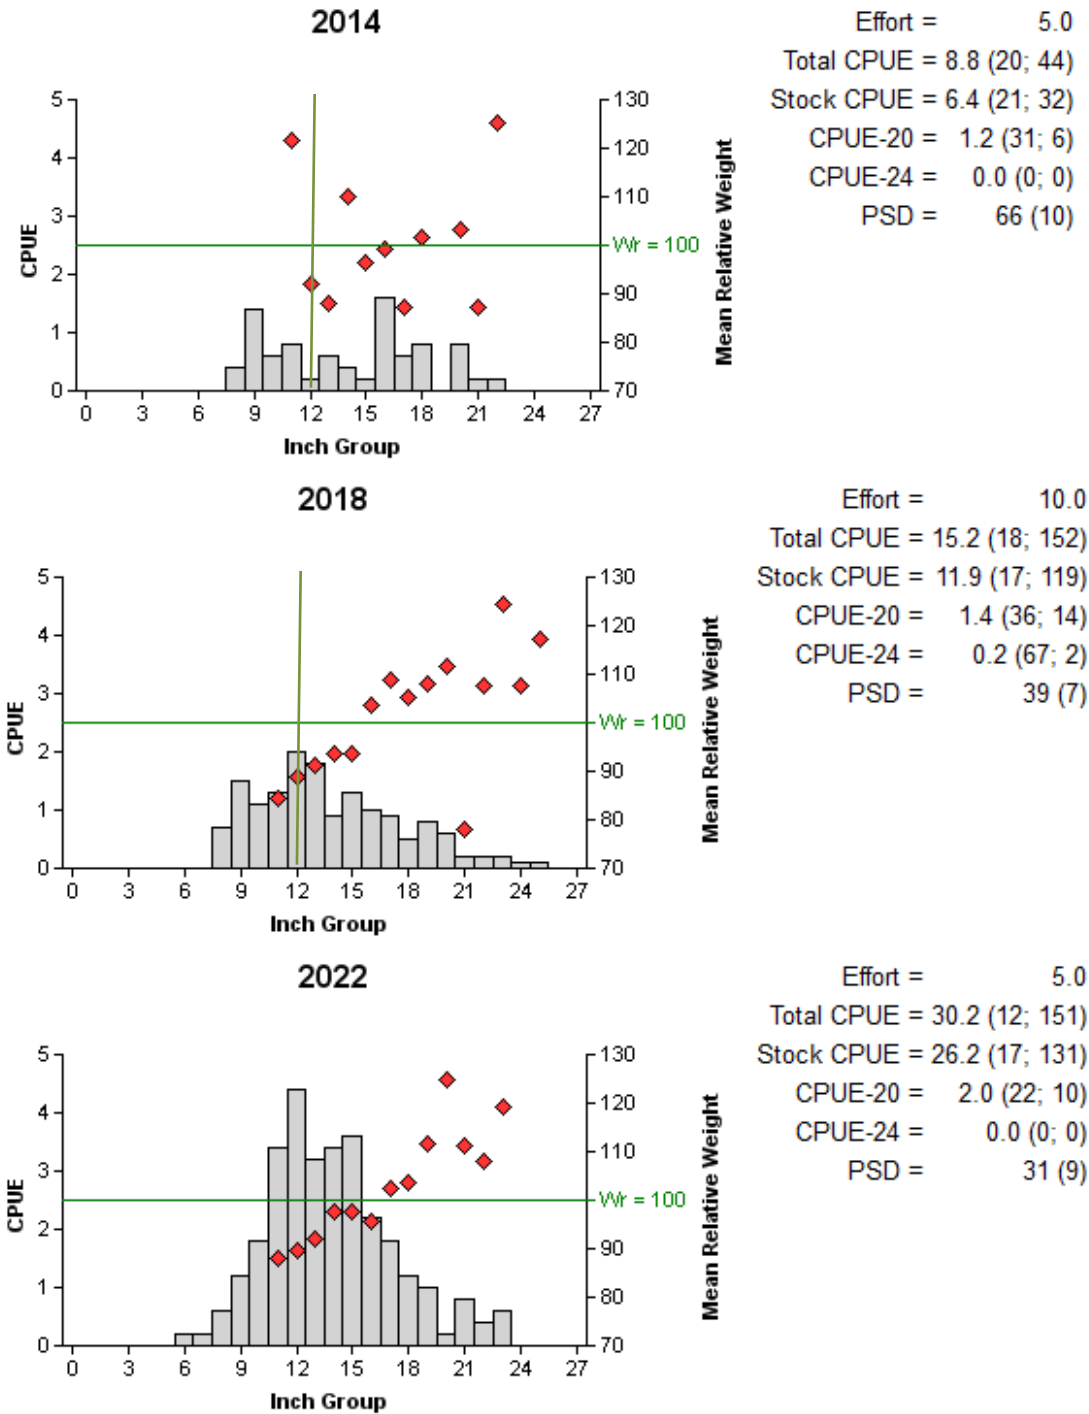 2014
Effort = 5.0
Total CPUE = 8.8 (20; 44)
Stock CPUE = 6.4 (21; 32)
CPUE-20 = 1.2 (31; 6)
CPUE-24 = 0.0 (0; 0)
PSD = 66 (10)
5
4
3
2
1
0
CPUE
130
120
110
Wr = 100
90
80
70
Mean Relative Weight
0 3 6 9 12 15 18 21 24 27
Inch Group
2018
Effort = 10.0
Total CPUE = 15.2 (18; 152)
Stock CPUE = 11.9 (17; 119)
CPUE-20 = 1.4 (36; 14)
CPUE-24 = 0.2 (67; 2)
PSD = 39 (7)
5
4
3
2
1
0
CPUE
130
120
110
Wr = 100
90
80
70
Mean Relative Weight
0 3 6 9 12 15 18 21 24 27
Inch Group
2022
Effort = 5.0
Total CPUE = 30.2 (12; 151)
Stock CPUE = 26.2 (17; 131)
CPUE-20 = 2.0 (22; 10)
CPUE-24 = 0.0 (0; 0)
PSD = 31 (9)
5
4
3
2
1
0
CPUE
130
120
110
Wr = 100
90
80
70
Mean Relative Weight
0 3 6 9 12 15 18 21 24 27
Inch Group